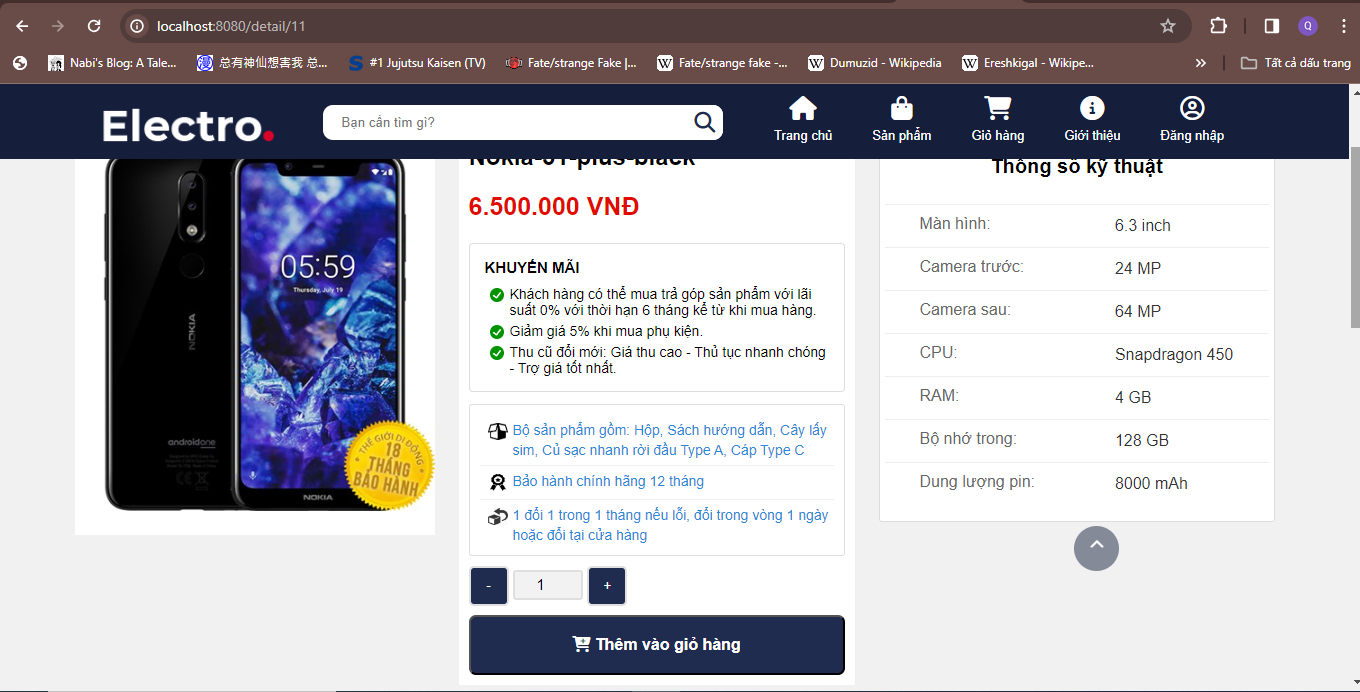 localhost:8080/detail/11
Q
Nabi's Blog: A Tale...
总有神仙想害我 总...
S
#1 Jujutsu Kaisen (TV)
Fate/strange Fake |...
W
Fate/strange fake -...
W
Dumuzid - Wikipedia
W
Ereshkigal - Wikipe...
»
Tất cả dấu trang
Electro.
Bạn cần tìm gì?
Trang chủ
Sản phẩm
Giỏ hàng
Giới thiệu
Đăng nhập
Nokia-51-plus-black
6.500.000 VNĐ
KHUYẾN MÃI
Khách hàng có thể mua trả góp sản phẩm với lãi
suất 0% với thời hạn 6 tháng kể từ khi mua hàng.
Giảm giá 5% khi mua phụ kiện.
Thu cũ đổi mới: Giá thu cao - Thủ tục nhanh chóng
- Trợ giá tốt nhất.
Bộ sản phẩm gồm: Hộp, Sách hướng dẫn, Cây lấy
sim, Củ sạc nhanh rời đầu Type A, Cáp Type C
Bảo hành chính hãng 12 tháng
1 đổi 1 trong 1 tháng nếu lỗi, đổi trong vòng 1 ngày
hoặc đổi tại cửa hàng
-
1
+
Thêm vào giỏ hàng
05:59
Thursday, July 19
NOKIA
androidone
NOKIA
THẾ GIỚI DI ĐỘNG
18
THÁNG
BẢO HÀNH
Thông số kỹ thuật
Màn hình:
6.3 inch
Camera trước:
24 MP
Camera sau:
64 MP
CPU:
Snapdragon 450
RAM:
4 GB
Bộ nhớ trong:
128 GB
Dung lượng pin:
8000 mAh